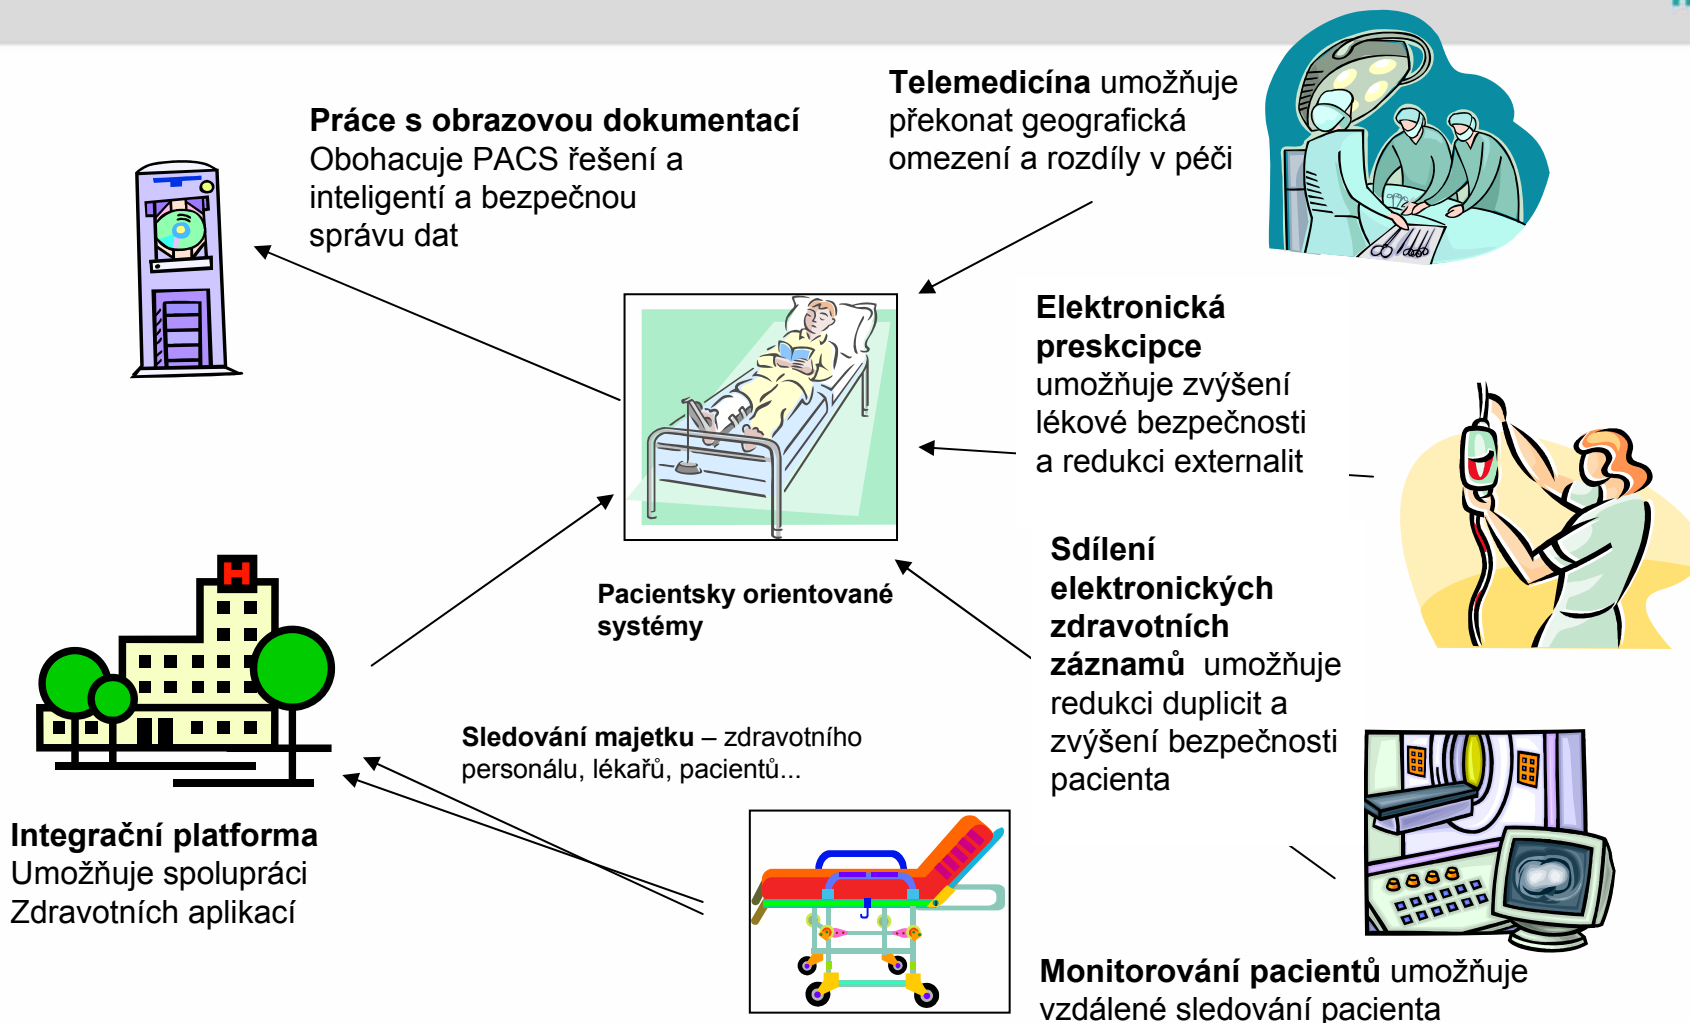 Práce s obrazovou dokumentací
Obohacuje PACS řešení a
inteligentí a bezpečnou
správu dat
Telemedicína umožňuje
překonat geografická
omezení a rozdíly v péči
Elektronická
preskcipce
umožňuje zvýšení
lékové bezpečnosti
a redukci externalit
Pacientsky orientované
systémy
Sdílení
elektronických
zdravotních
záznamů umožňuje
redukci duplicit a
zvýšení bezpečnosti
pacienta
H
Sledování majetku – zdravotního
personálu, lékařů, pacientů...
Integrační platforma
Umožňuje spolupráci
Zdravotních aplikací
Monitorování pacientů umožňuje
vzdálené sledování pacienta